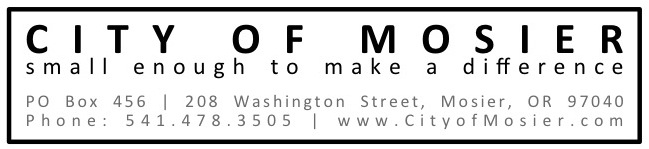 CITY OF MOSIER
small enough to make a difference
PO Box 456 | 208 Washington Street, Mosier, OR 97040
Phone: 541.478.3505 | www.CityofMosier.com